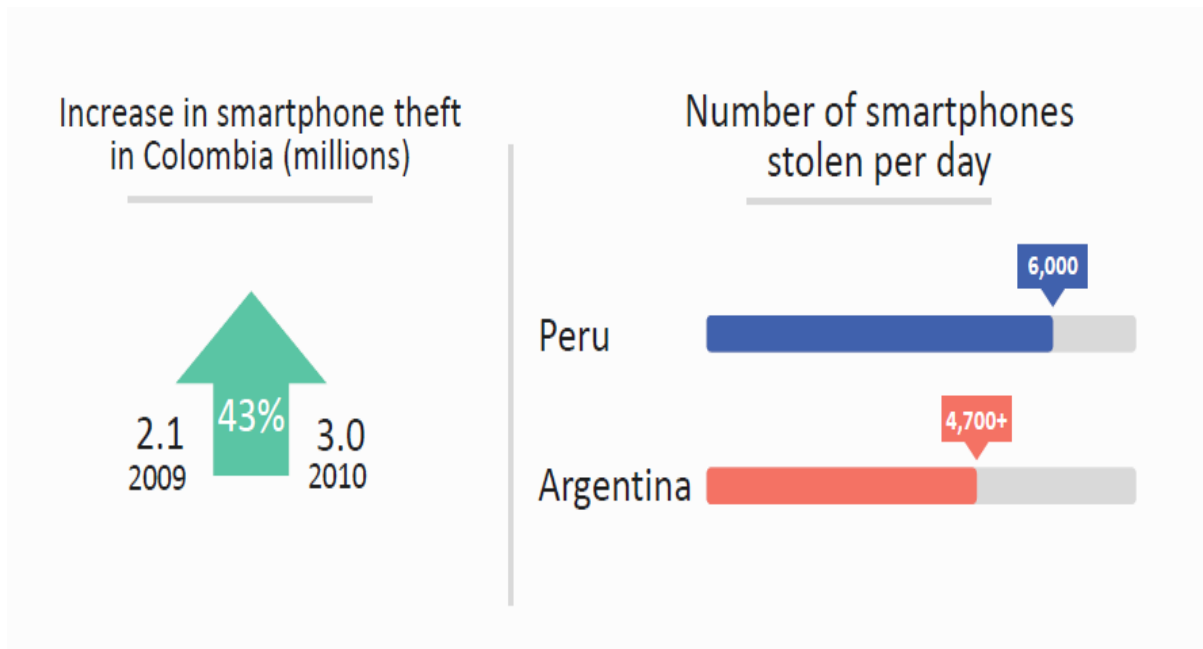 Increase in smartphone theft
in Colombia (millions)
43%
2.1
2009
3.0
2010
Number of smartphones
stolen per day
6,000
Peru
4,700+
Argentina